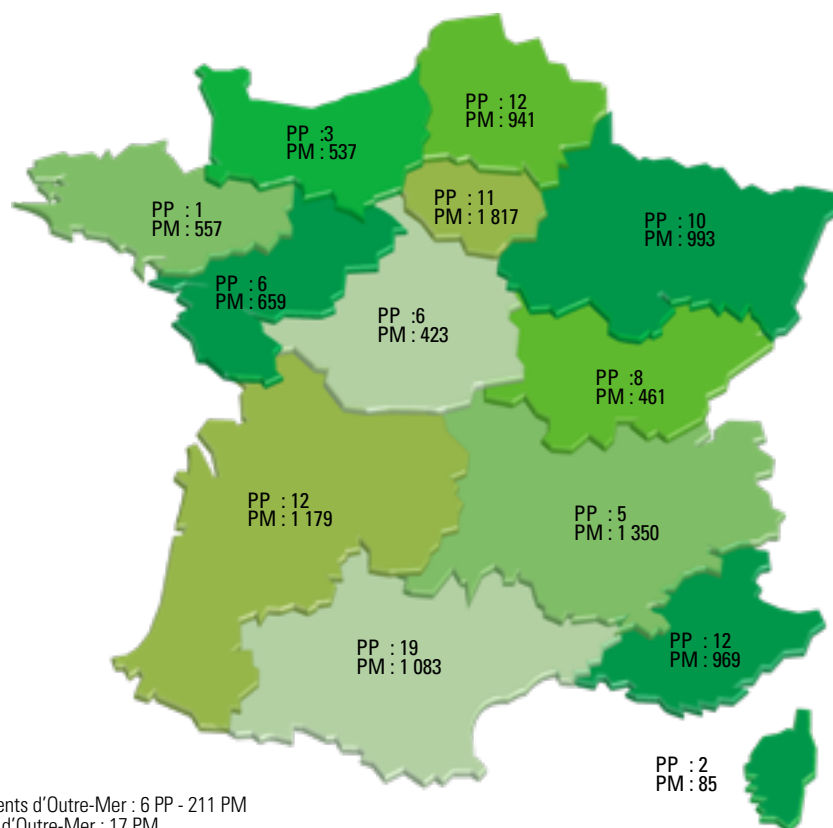 PP : 12
PM : 941
PP :3
PM : 537
PP : 11
PM : 1 817
PP : 1
PM : 557
PP : 10
PM : 993
PP : 6
PM : 659
PP :6
PM : 423
PP :8
PM : 461
PP : 12
PM : 1 179
PP : 5
PM : 1 350
PP : 19
PM : 1 083
PP : 12
PM : 969
PP : 2
PM : 85
d'Outre-Mer : 6 PP - 211 PM
d'Outre-Mer : 17 PM